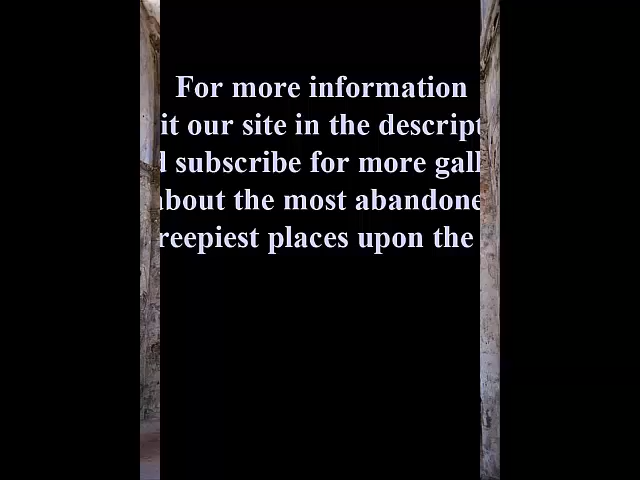 For more information
it our site in the descript
d subscribe for more gall
about the most abandone
reepiest places upon the